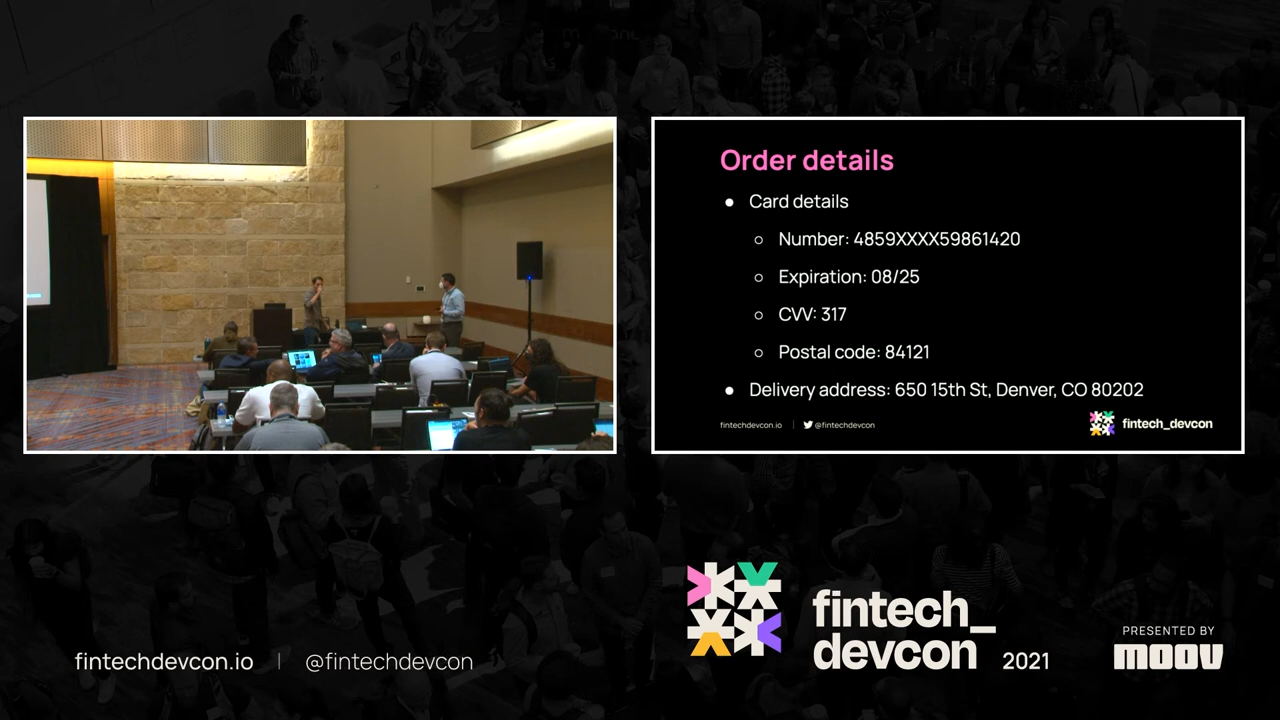 Order details
Card details
Number: 4859XXXX59861420
Expiration: 08/25
CVV: 317
Postal code: 84121
Delivery address: 650 15th St, Denver, CO 80202
fintechdevcon.io | @fintechdevcon
fintech_devcon
fintechdevcon.io | @fintechdevcon
fintech_
devcon 2021
PRESENTED BY
moov